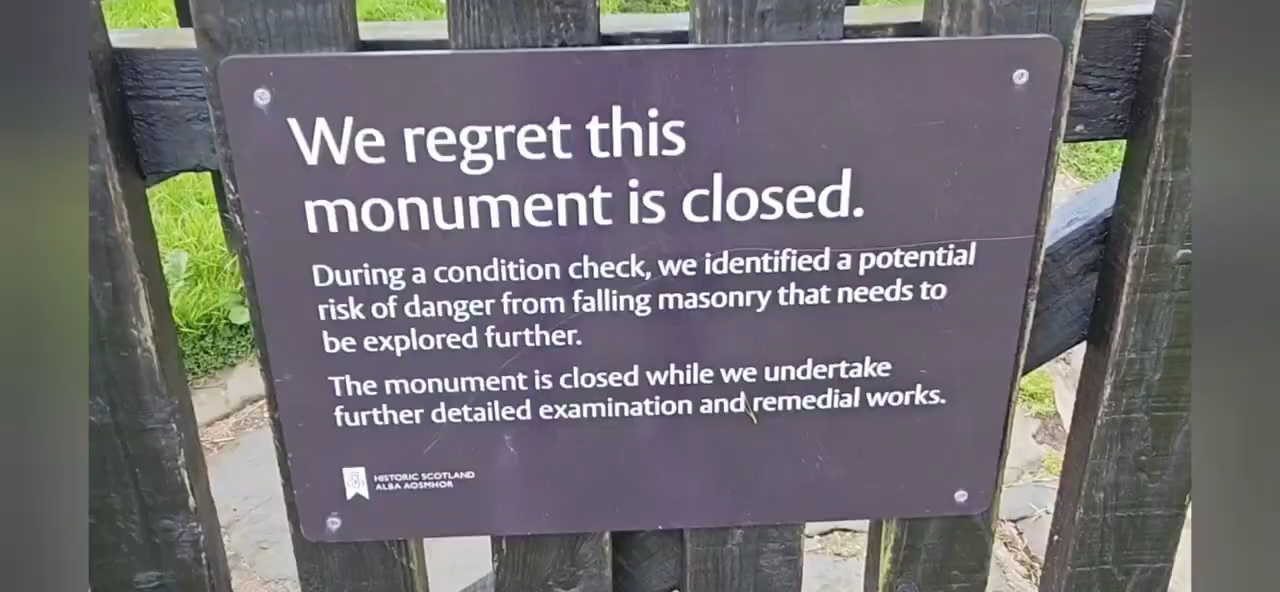 We regret this
monument is closed.
During a condition check, we identified a potential
risk of danger from falling masonry that needs to
be explored further.
The monument is closed while we undertake
further detailed examination and remedial works.
HISTORIC SCOTLAND
ALBA AOSMHOR